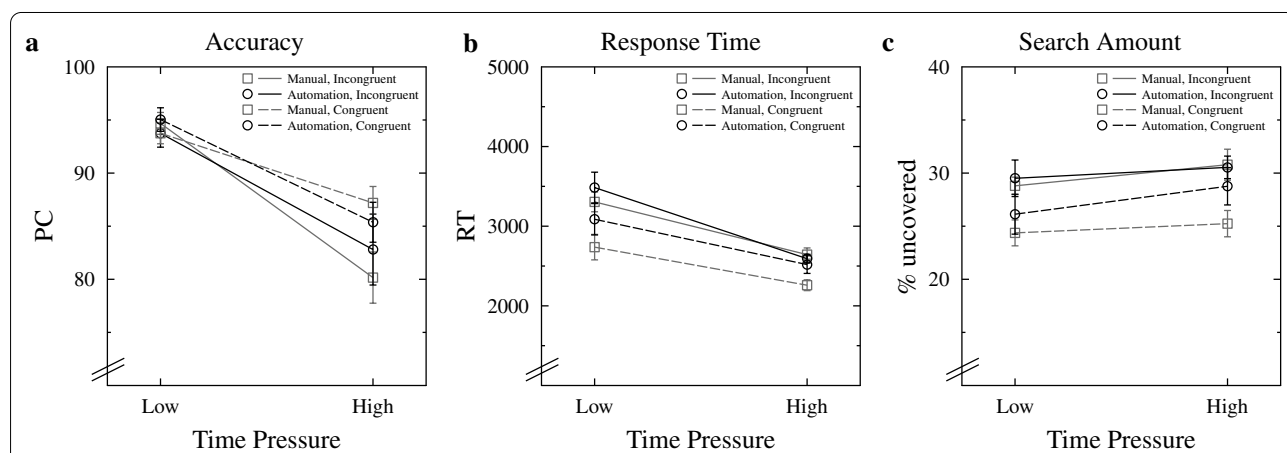 a Accuracy
100
90
80
PC
Manual, Incongruent
Automation, Incongruent
Manual, Congruent
Automation, Congruent
Low High
Time Pressure
b Response Time
5000
4000
3000
2000
RT
Manual, Incongruent
Automation, Incongruent
Manual, Congruent
Automation, Congruent
Low High
Time Pressure
c Search Amount
40
30
20
% uncovered
Manual, Incongruent
Automation, Incongruent
Manual, Congruent
Automation, Congruent
Low High
Time Pressure